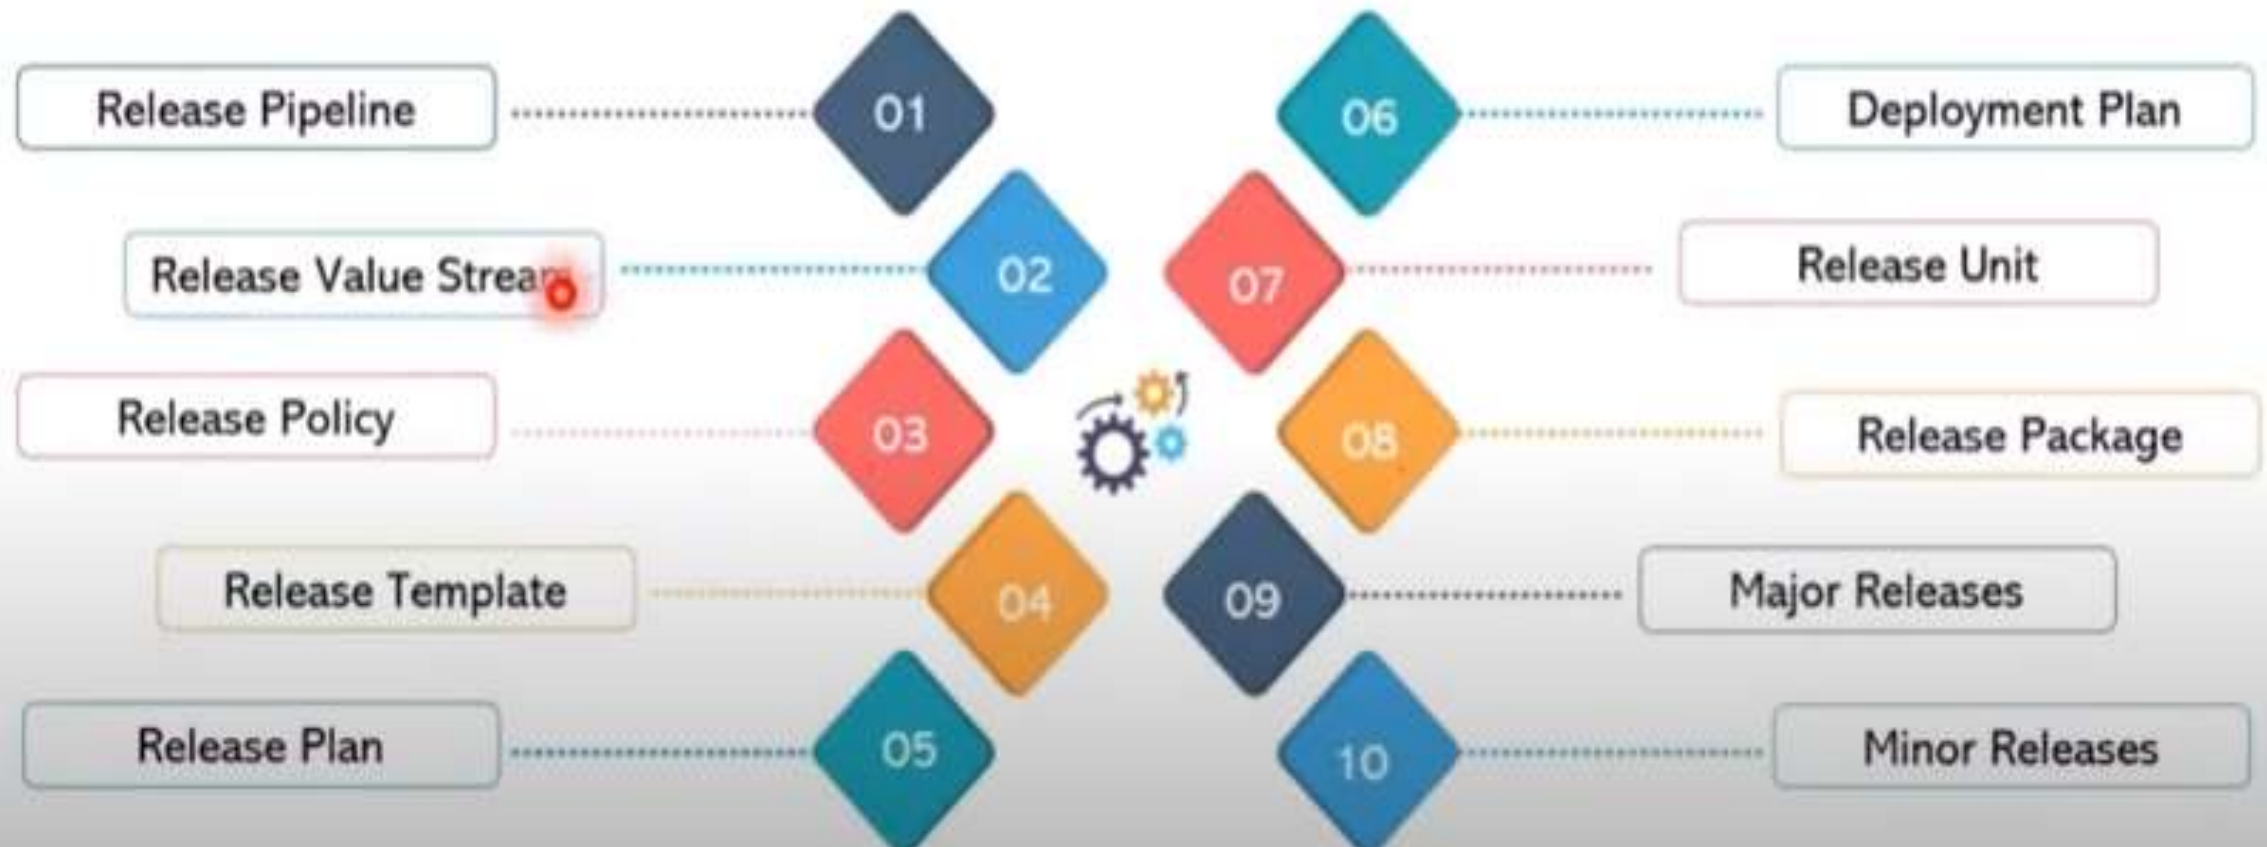 Release Pipeline
01
Release Value Stream
02
Release Policy
03
Release Template
04
Release Plan
05
06
Deployment Plan
07
Release Unit
08
Release Package
09
Major Releases
10
Minor Releases